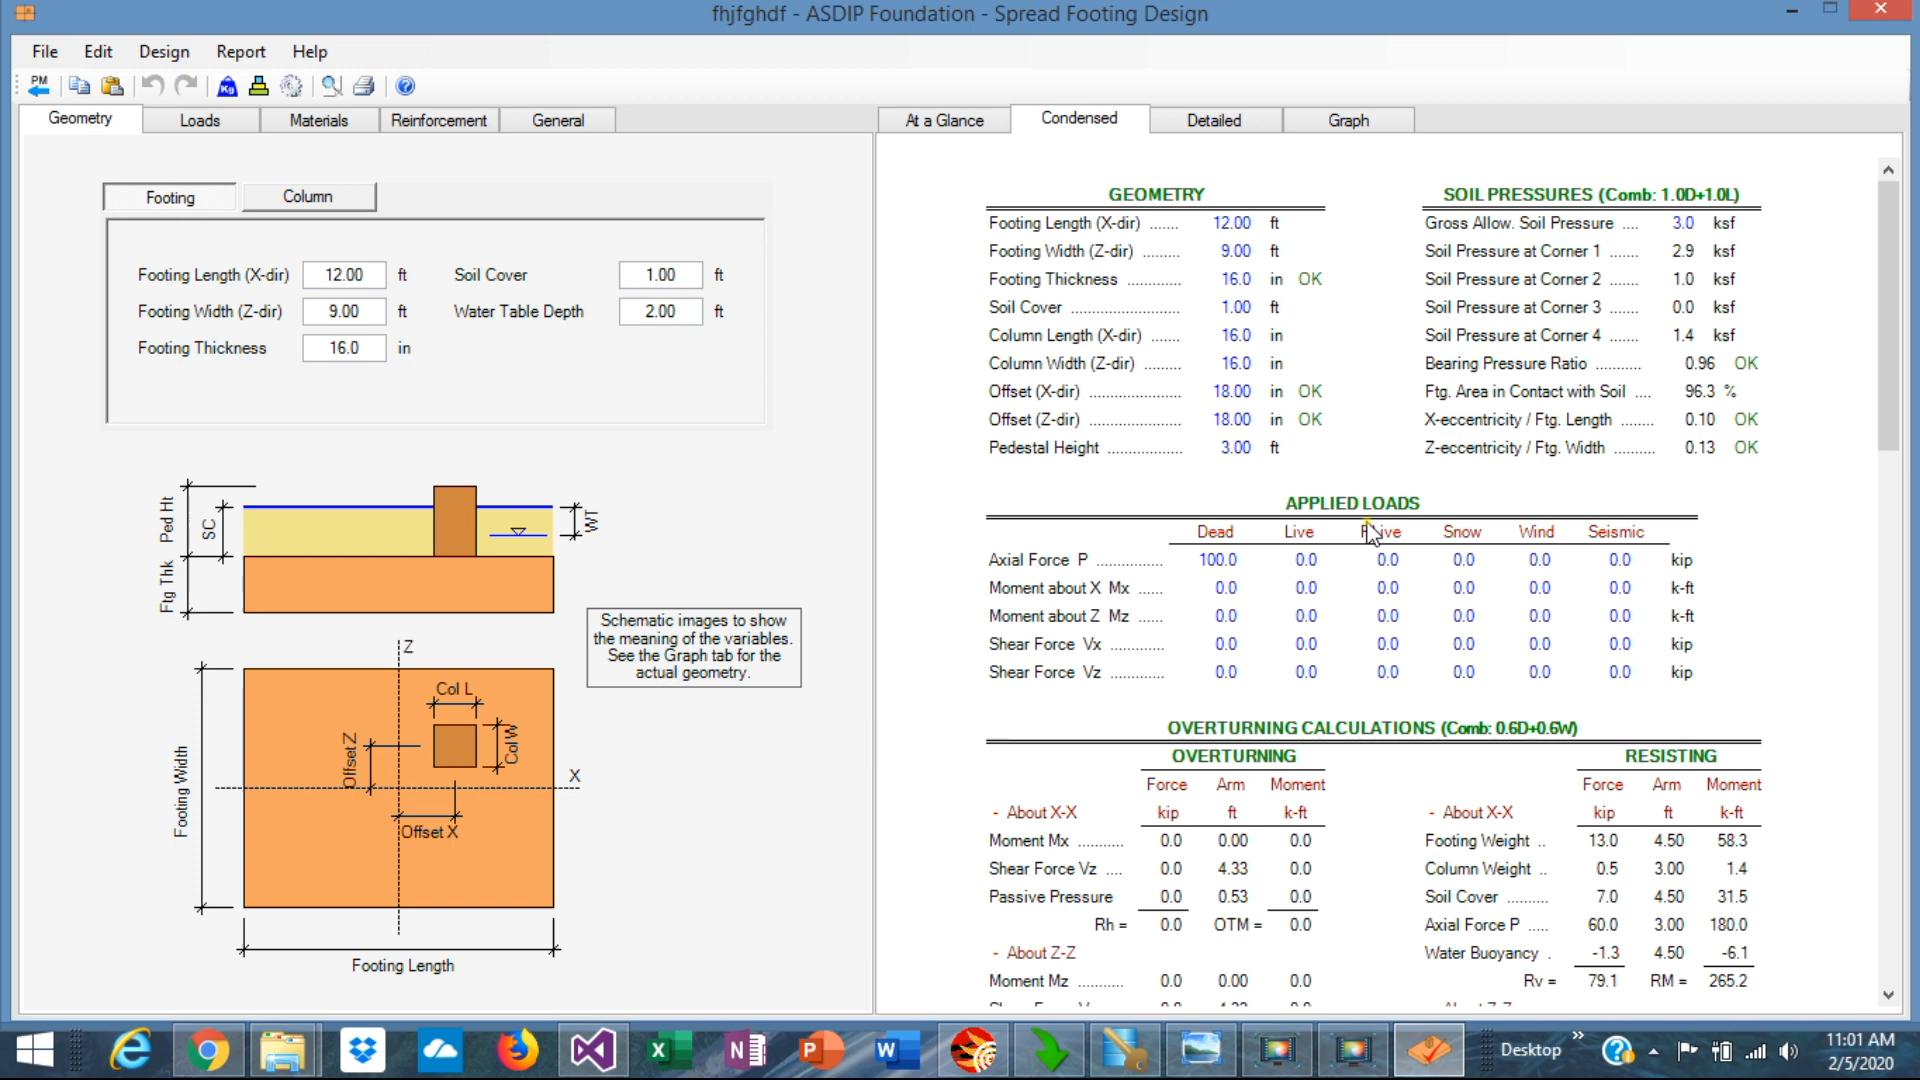 fhjfghdf - ASDIP Foundation - Spread Footing Design
File Edit Design Report Help
PM Kg
Geometry Loads Materials Reinforcement General
At a Glance Condensed Detailed Graph
Footing Column
Footing Length (X-dir) 12.00 ft Soil Cover 1.00 ft
Footing Width (Z-dir) 9.00 ft Water Table Depth 2.00 ft
Footing Thickness 16.0 in
Ped Ht
SC
WT
Ftg Thk
Schematic images to show
the meaning of the variables.
See the Graph tab for the
actual geometry.
Z
Col L
Col W
Offset Z
X
Offset X
Footing Width
Footing Length
GEOMETRY
Footing Length (X-dir) ....... 12.00 ft
Footing Width (Z-dir) ......... 9.00 ft
Footing Thickness ............. 16.0 in OK
Soil Cover .......................... 1.00 ft
Column Length (X-dir) ....... 16.0 in
Column Width (Z-dir) ......... 16.0 in
Offset (X-dir) ...................... 18.00 in OK
Offset (Z-dir) ...................... 18.00 in OK
Pedestal Height .................. 3.00 ft
SOIL PRESSURES (Comb: 1.0D+1.0L)
Gross Allow. Soil Pressure .... 3.0 ksf
Soil Pressure at Corner 1 ....... 2.9 ksf
Soil Pressure at Corner 2 ....... 1.0 ksf
Soil Pressure at Corner 3 ....... 0.0 ksf
Soil Pressure at Corner 4 ....... 1.4 ksf
Bearing Pressure Ratio ........... 0.96 OK
Ftg. Area in Contact with Soil .... 96.3 %
X-eccentricity / Ftg. Length ........ 0.10 OK
Z-eccentricity / Ftg. Width .......... 0.13 OK
APPLIED LOADS
Dead Live Snow Wind Seismic
Axial Force P ............... 100.0 0.0 0.0 0.0 0.0 0.0 kip
Moment about X Mx ...... 0.0 0.0 0.0 0.0 0.0 0.0 k-ft
Moment about Z Mz ...... 0.0 0.0 0.0 0.0 0.0 0.0 k-ft
Shear Force Vx ............. 0.0 0.0 0.0 0.0 0.0 0.0 kip
Shear Force Vz ............. 0.0 0.0 0.0 0.0 0.0 0.0 kip
OVERTURNING CALCULATIONS (Comb: 0.6D+0.6W)
OVERTURNING
Force Arm Moment
- About X-X kip ft k-ft
Moment Mx ........... 0.0 0.00 0.0
Shear Force Vz .... 0.0 4.33 0.0
Passive Pressure 0.0 0.53 0.0
Rh = 0.0 OTM = 0.0
- About Z-Z
Moment Mz ........... 0.0 0.00 0.0
RESISTING
Force Arm Moment
- About X-X kip ft k-ft
Footing Weight .. 13.0 4.50 58.3
Column Weight .. 0.5 3.00 1.4
Soil Cover .......... 7.0 4.50 31.5
Axial Force P ..... 60.0 3.00 180.0
Water Buoyancy . -1.3 4.50 -6.1
Rv = 79.1 RM = 265.2
Desktop
11:01 AM
2/5/2020